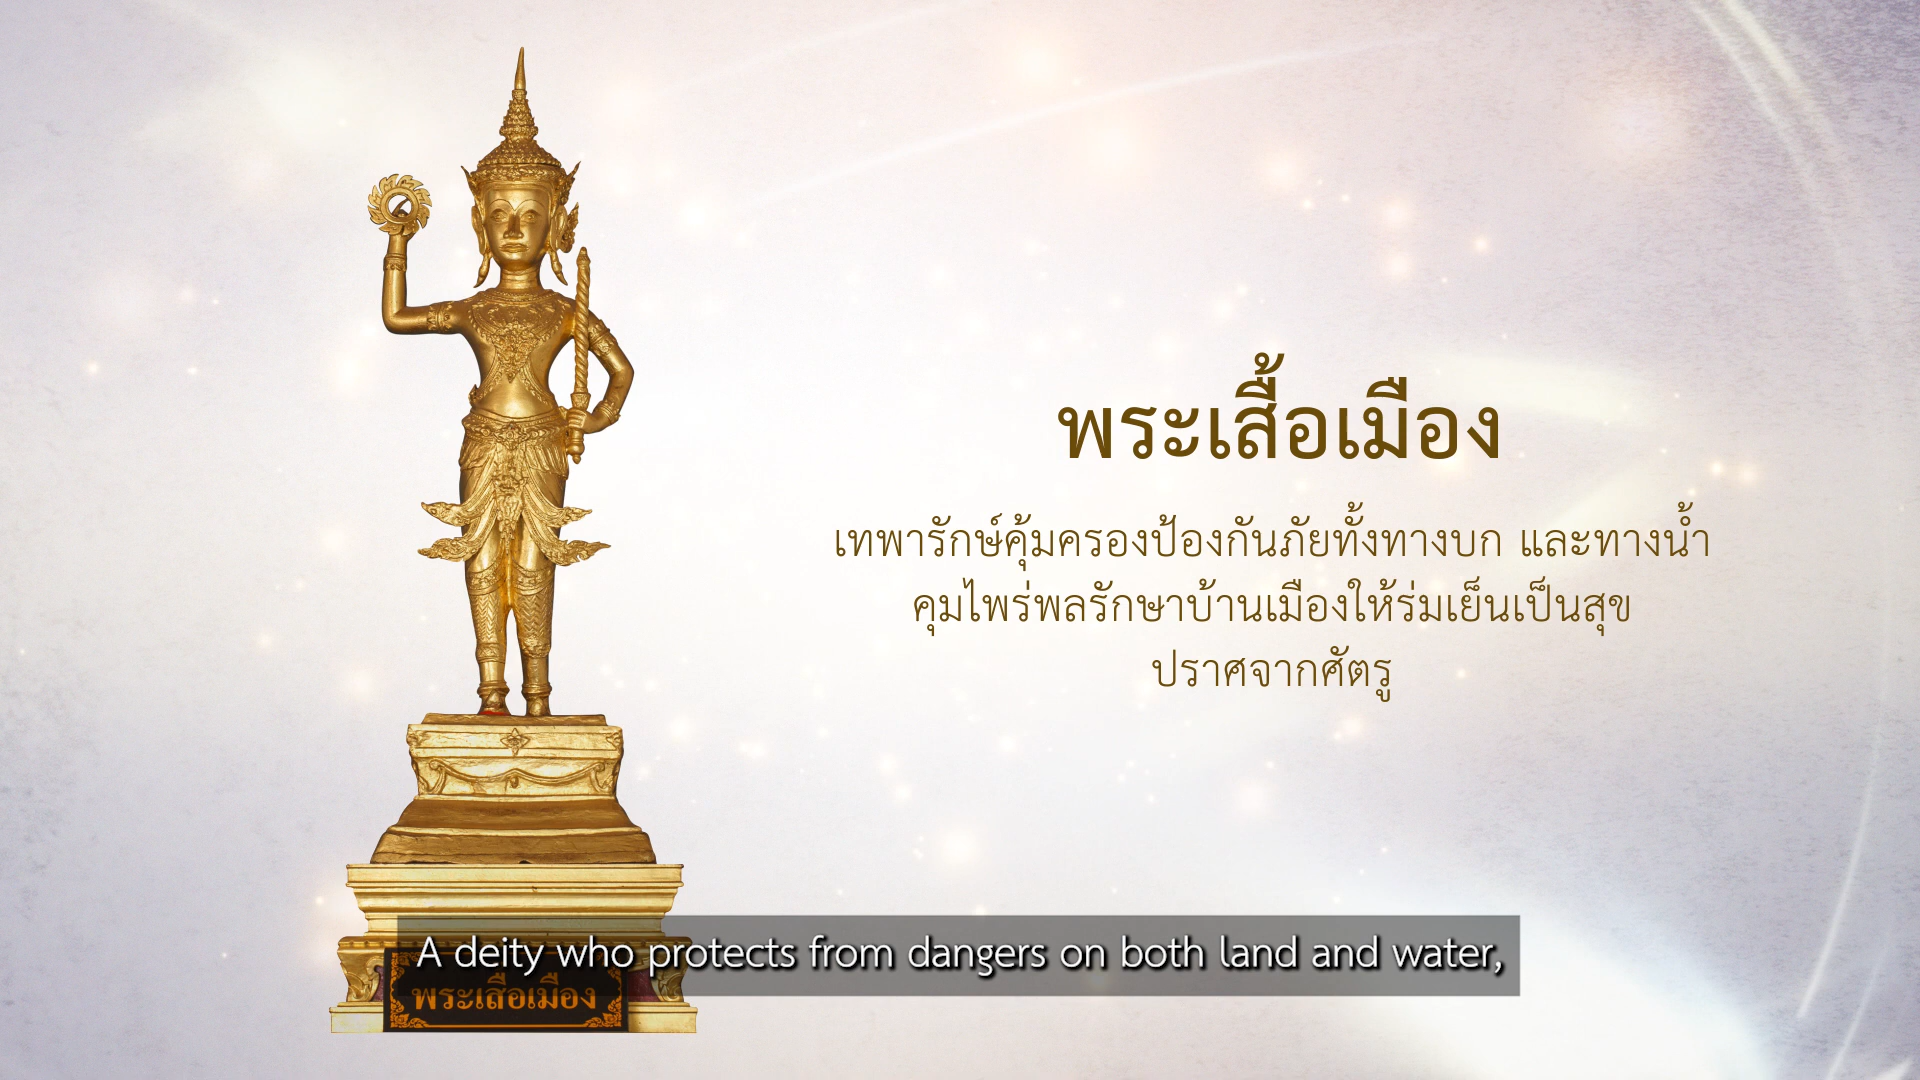 พระเสื้อเมือง
เทพารักษ์คุ้มครองป้องกันภัยทั้งทางบก และทางน้ำ
คุมไพร่พลรักษาบ้านเมืองให้ร่มเย็นเป็นสุข
ปราศจากศัตรู
A deity who protects from dangers on both land and water,
พระเสื้อเมือง